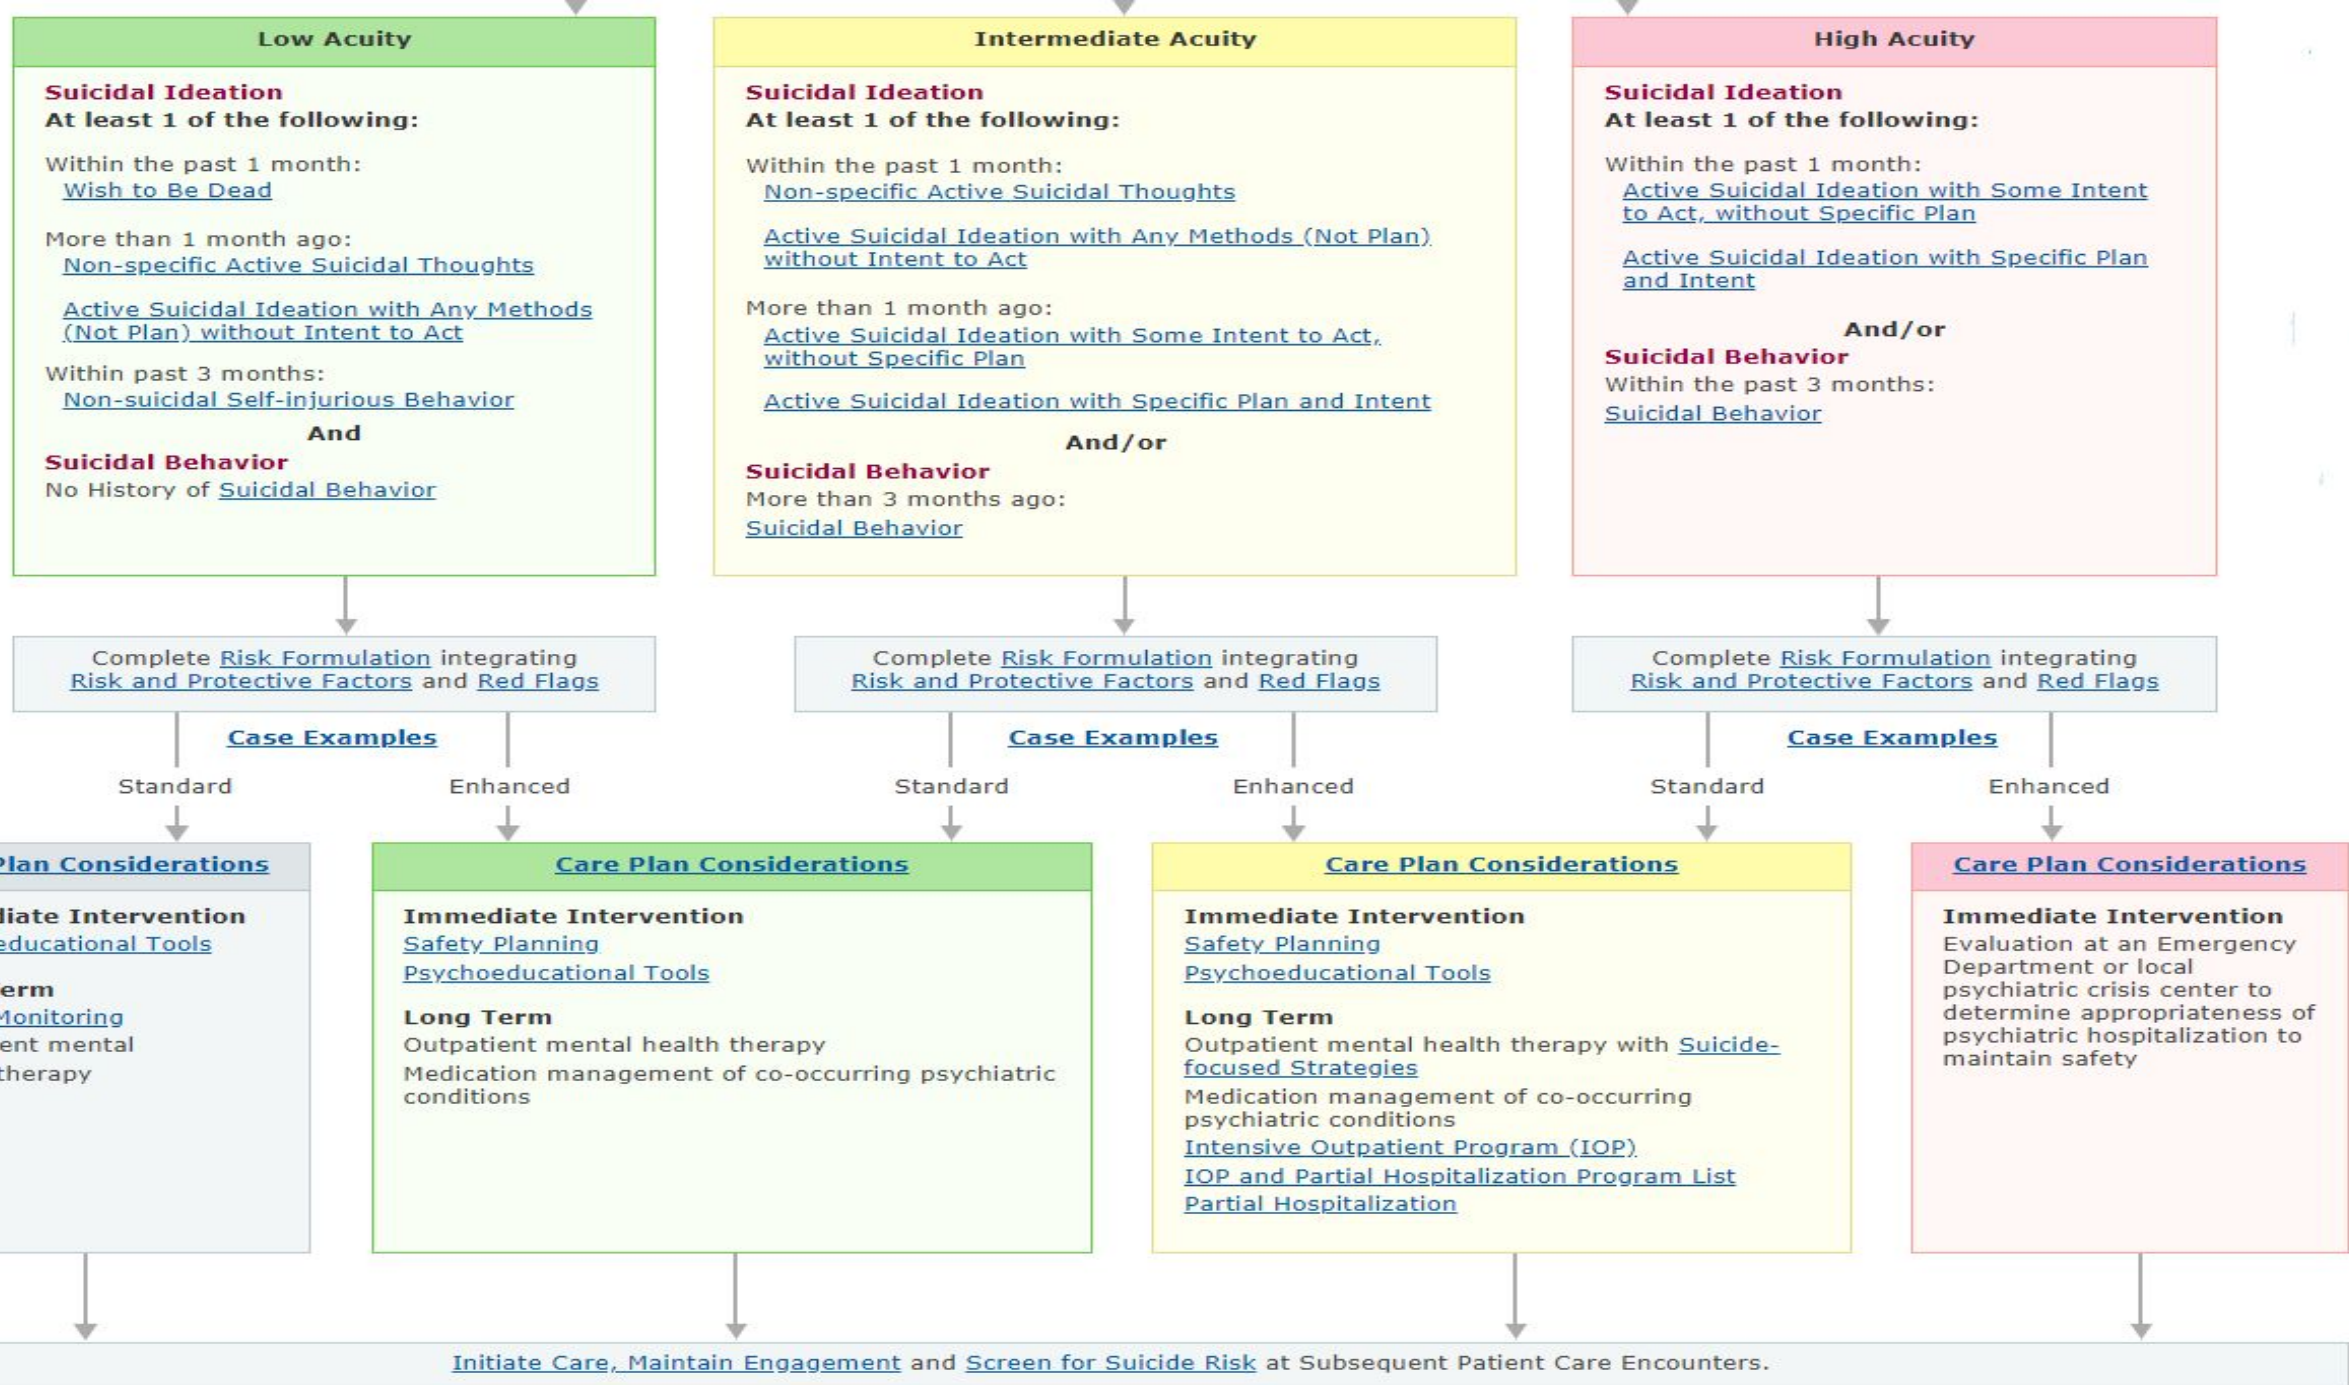 Low Acuity
Suicidal Ideation
At least 1 of the following:
Within the past 1 month:
Wish to Be Dead
More than 1 month ago:
Non-specific Active Suicidal Thoughts
Active Suicidal Ideation with Any Methods
(Not Plan) without Intent to Act
Within past 3 months:
Non-suicidal Self-injurious Behavior
And
Suicidal Behavior
No History of Suicidal Behavior
Intermediate Acuity
Suicidal Ideation
At least 1 of the following:
Within the past 1 month:
Non-specific Active Suicidal Thoughts
Active Suicidal Ideation with Any Methods (Not Plan)
without Intent to Act
More than 1 month ago:
Active Suicidal Ideation with Some Intent to Act,
without Specific Plan
Active Suicidal Ideation with Specific Plan and Intent
And/or
Suicidal Behavior
More than 3 months ago:
Suicidal Behavior
High Acuity
Suicidal Ideation
At least 1 of the following:
Within the past 1 month:
Active Suicidal Ideation with Some Intent
to Act, without Specific Plan
Active Suicidal Ideation with Specific Plan
and Intent
And/or
Suicidal Behavior
Within the past 3 months:
Suicidal Behavior
Complete Risk Formulation integrating
Risk and Protective Factors and Red Flags
Complete Risk Formulation integrating
Risk and Protective Factors and Red Flags
Complete Risk Formulation integrating
Risk and Protective Factors and Red Flags
Case Examples
Case Examples
Case Examples
Standard
Enhanced
Standard
Enhanced
Standard
Enhanced
Plan Considerations
diate Intervention
educational Tools
erm
Monitoring
ent mental
therapy
Care Plan Considerations
Immediate Intervention
Safety Planning
Psychoeducational Tools
Long Term
Outpatient mental health therapy
Medication management of co-occurring psychiatric
conditions
Care Plan Considerations
Immediate Intervention
Safety Planning
Psychoeducational Tools
Long Term
Outpatient mental health therapy with Suicide-
focused Strategies
Medication management of co-occurring
psychiatric conditions
Intensive Outpatient Program (IOP)
IOP and Partial Hospitalization Program List
Partial Hospitalization
Care Plan Considerations
Immediate Intervention
Evaluation at an Emergency
Department or local
psychiatric crisis center to
determine appropriateness of
psychiatric hospitalization to
maintain safety
Initiate Care, Maintain Engagement and Screen for Suicide Risk at Subsequent Patient Care Encounters.